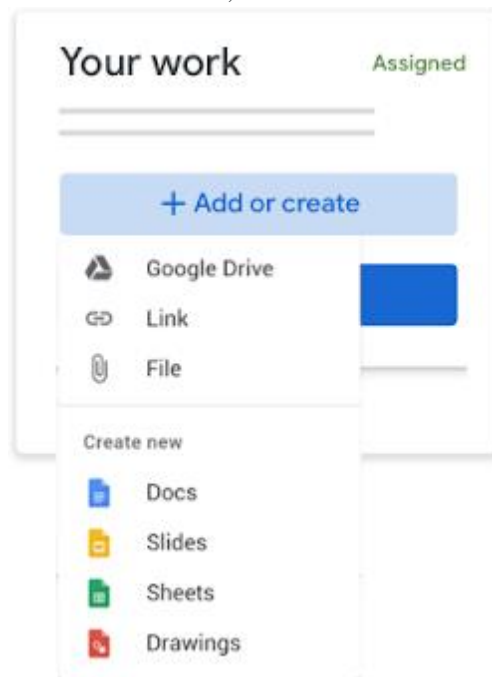 Your work
Assigned
+ Add or create
Google Drive
Link
File
Create new
Docs
Slides
Sheets
Drawings